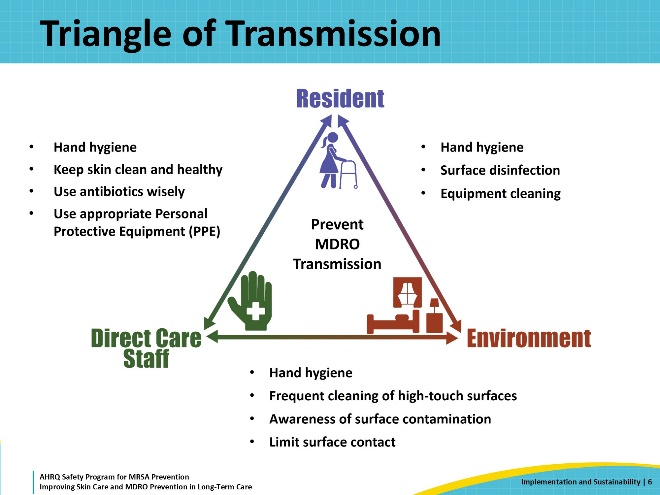 Triangle of Transmission
Resident
• Hand hygiene
• Keep skin clean and healthy
• Use antibiotics wisely
• Use appropriate Personal
Protective Equipment (PPE)
• Hand hygiene
• Surface disinfection
• Equipment cleaning
Prevent
MDRO
Transmission
Direct Care
Staff
Environment
• Hand hygiene
• Frequent cleaning of high-touch surfaces
• Awareness of surface contamination
• Limit surface contact
AHRQ Safety Program for MRSA Prevention
Improving Skin Care and MDRO Prevention in Long-Term Care
Implementation and Sustainability | 6